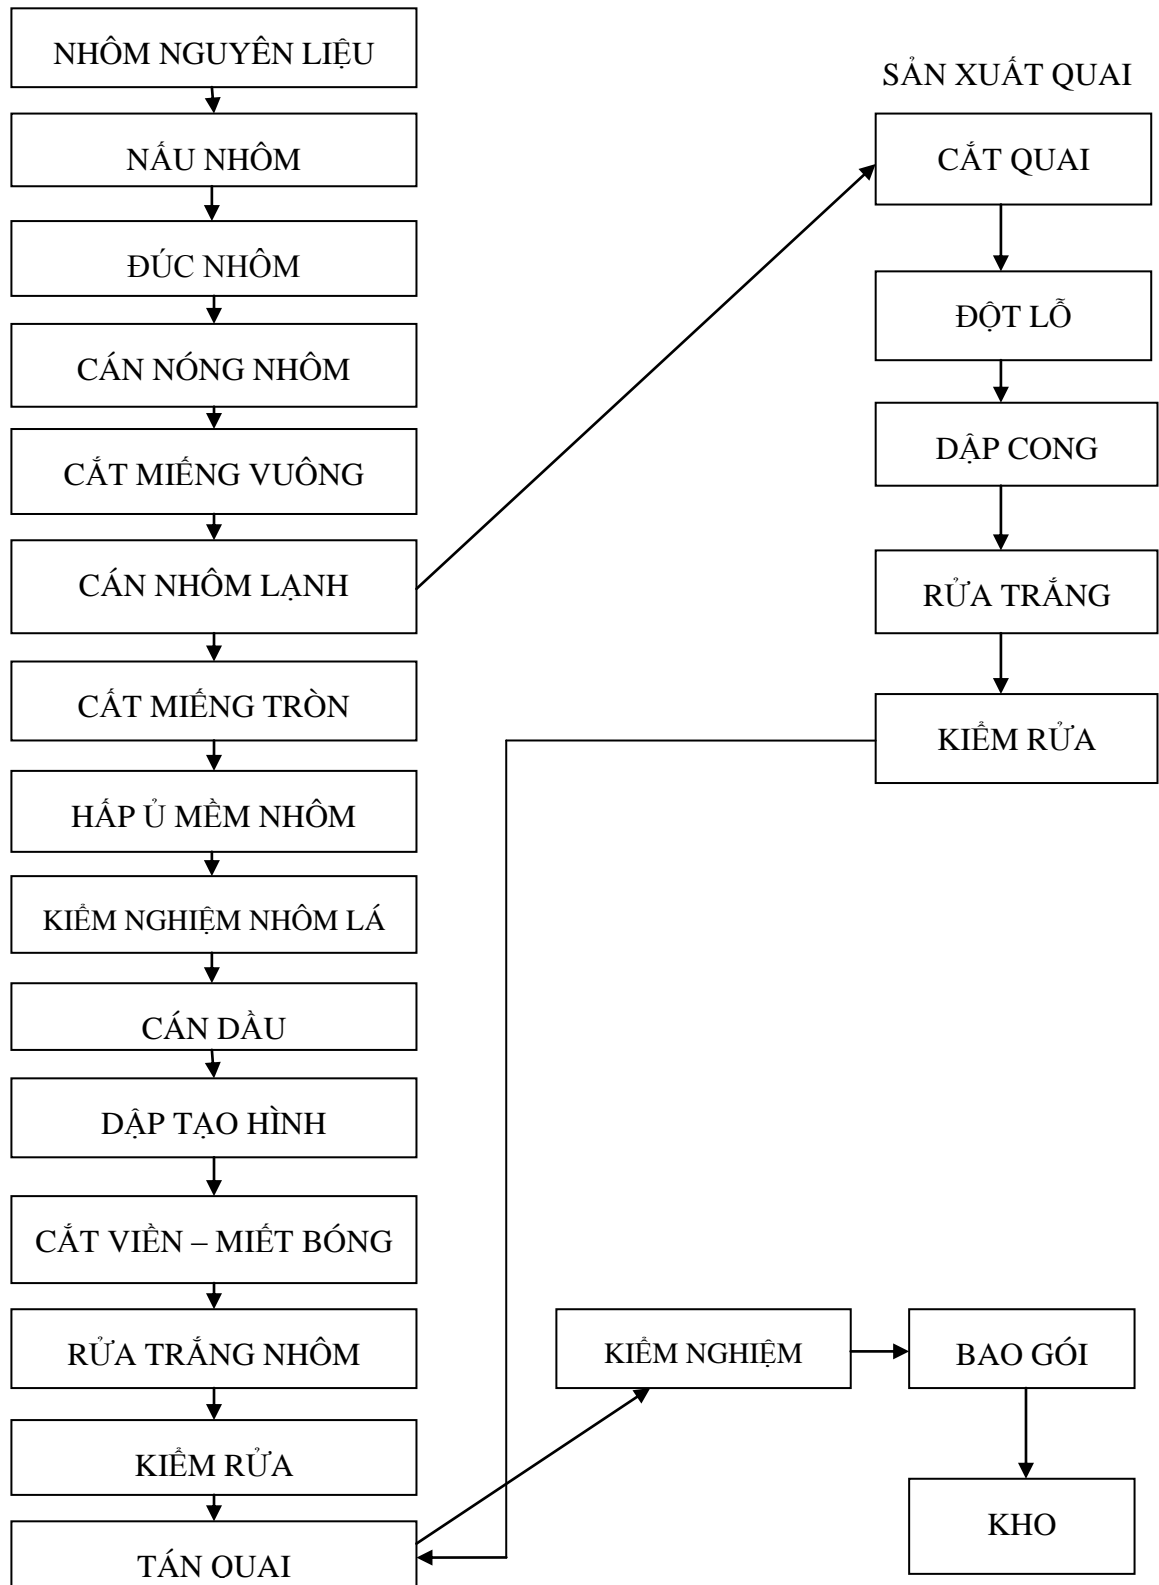 NHÔM NGUYÊN LIỆU
NẤU NHÔM
ĐÚC NHÔM
CÁN NÓNG NHÔM
CẮT MIẾNG VUÔNG
CÁN NHÔM LẠNH
CẮT MIẾNG TRÒN
HẤP Ủ MỀM NHÔM
KIỂM NGHIỆM NHÔM LÁ
CÁN DẦU
DẬP TẠO HÌNH
CẮT VIỀN – MIẾT BÓNG
RỬA TRẮNG NHÔM
KIỂM RỬA
TÁN QUAI
SẢN XUẤT QUAI
CẮT QUAI
ĐỘT LỖ
DẬP CONG
RỬA TRẮNG
KIỂM RỬA
KIỂM NGHIỆM
BAO GÓI
KHO